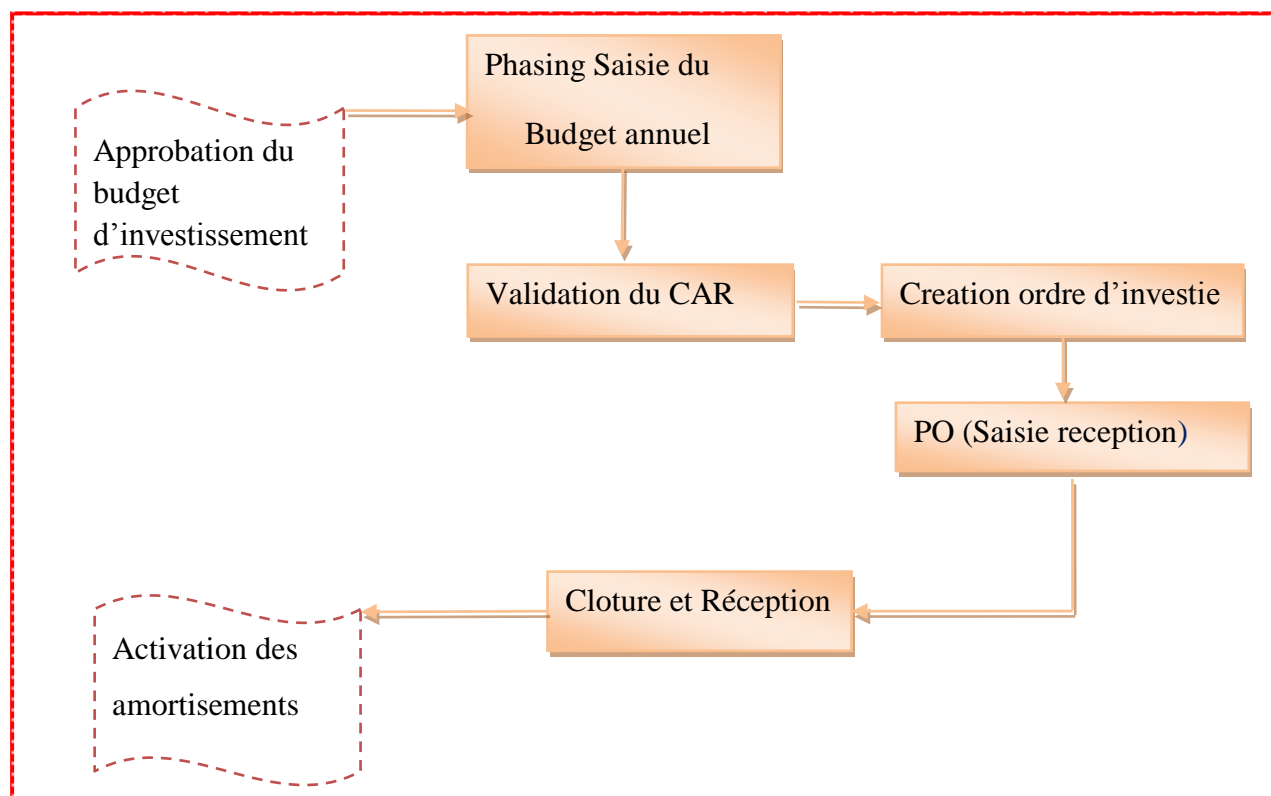 Approbation du
budget
d’investissement
Phasing Saisie du
Budget annuel
Validation du CAR
Creation ordre d’investie
PO (Saisie reception)
Cloture et Réception
Activation des
amortisements